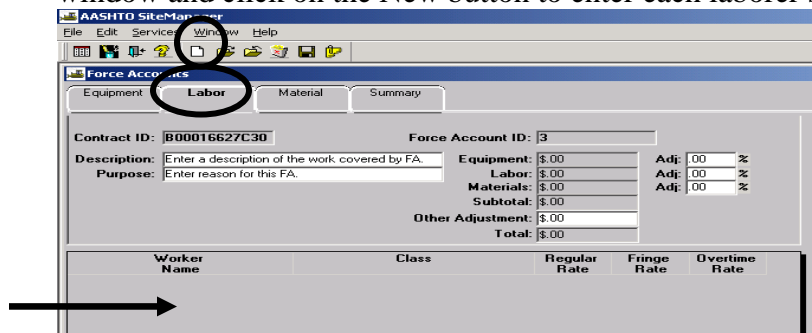 window and click on the New button to enter each laborer's
AASHTO SiteManager
File Edit Services Window Help
Force Accounts
Equipment Labor Material Summary
Contract ID: B00016627C30 Force Account ID: 3
Description: Enter a description of the work covered by FA. Equipment: $.00 Adj: .00 %
Purpose: Enter reason for this FA. Labor: $.00 Adj: .00 %
Materials: $.00 Adj: .00 %
Subtotal: $.00
Other Adjustment: $.00
Total: $.00
Worker Name Class Regular Rate Fringe Rate Overtime Rate